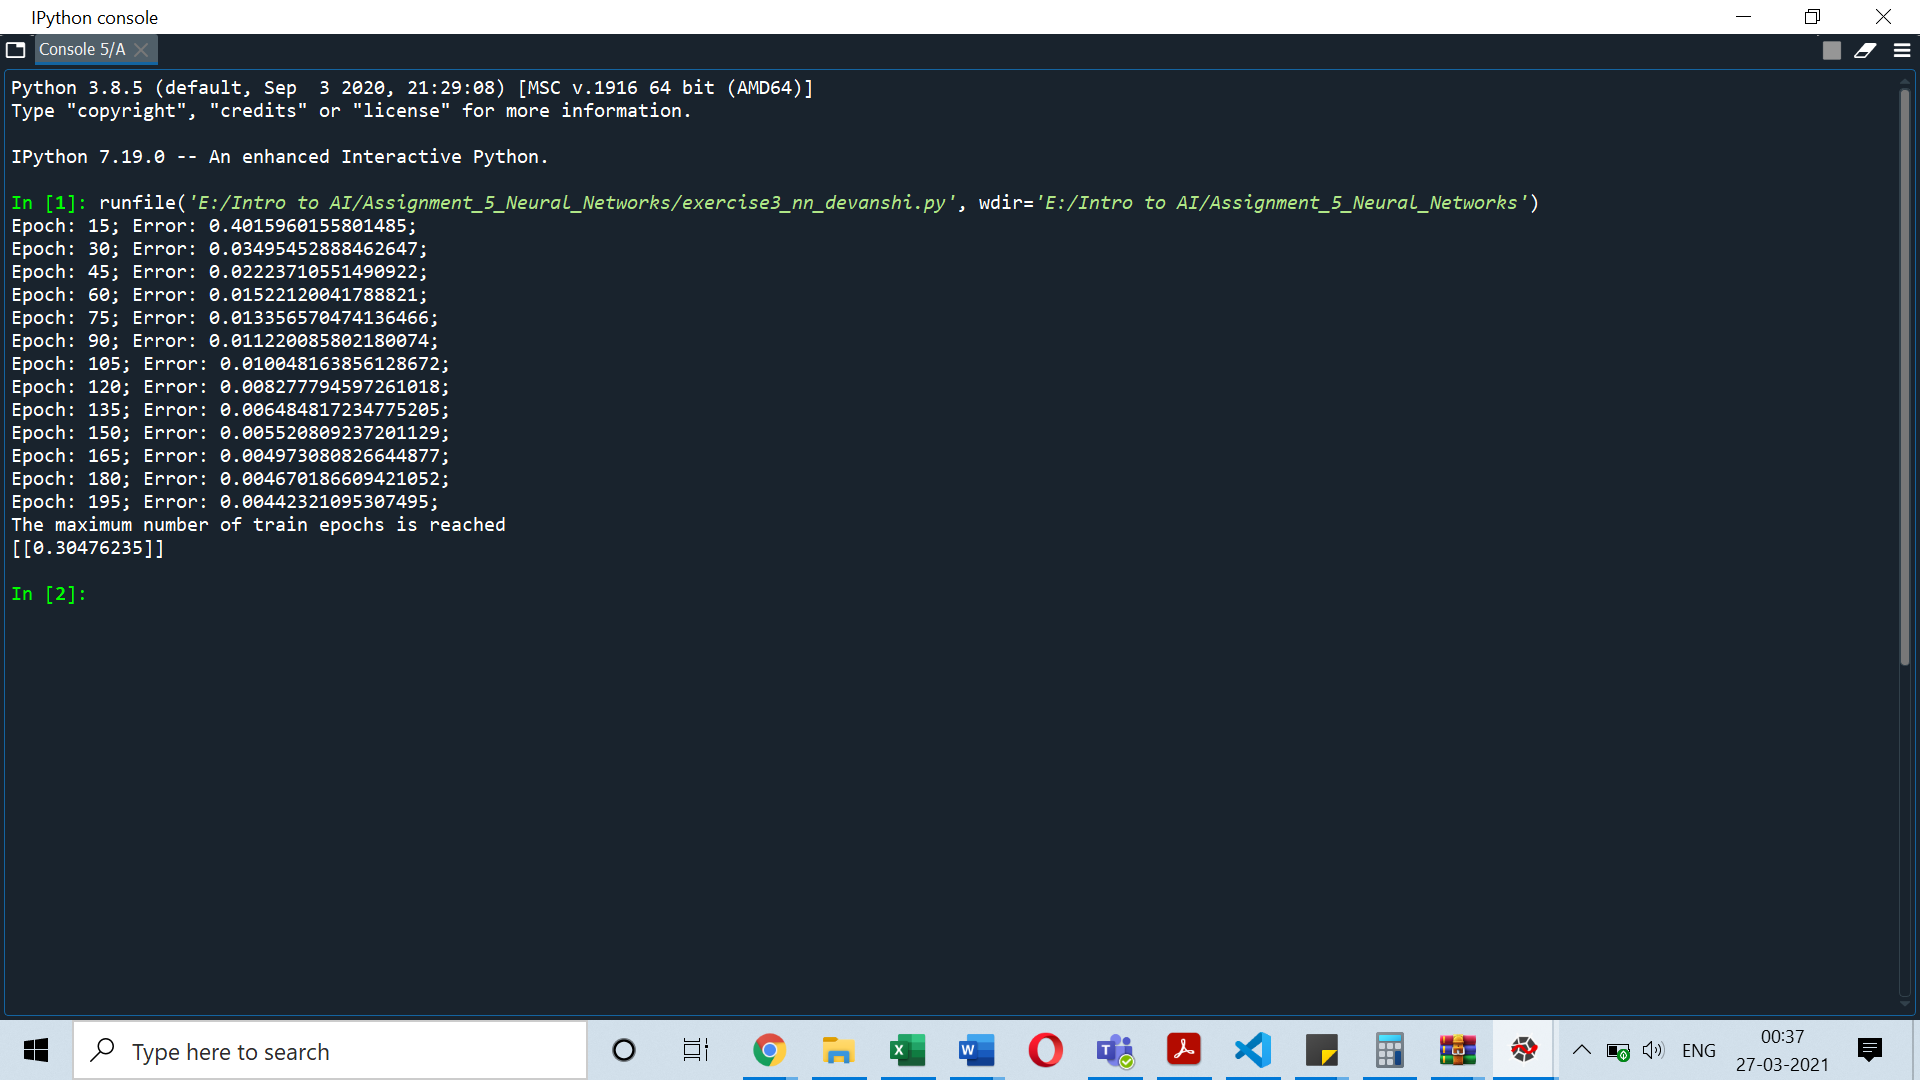 IPython console
Console 5/A
Python 3.8.5 (default, Sep  3 2020, 21:29:08) [MSC v.1916 64 bit (AMD64)]
Type "copyright", "credits" or "license" for more information.
IPython 7.19.0 -- An enhanced Interactive Python.
In [1]: runfile('E:/Intro to AI/Assignment_5_Neural_Networks/exercise3_nn_devanshi.py', wdir='E:/Intro to AI/Assignment_5_Neural_Networks')
Epoch: 15; Error: 0.4015960155801485;
Epoch: 30; Error: 0.03495452888462647;
Epoch: 45; Error: 0.02223710551490922;
Epoch: 60; Error: 0.01522120041788821;
Epoch: 75; Error: 0.013356570474136466;
Epoch: 90; Error: 0.011220085802180074;
Epoch: 105; Error: 0.010048163856128672;
Epoch: 120; Error: 0.008277794597261018;
Epoch: 135; Error: 0.006484817234775205;
Epoch: 150; Error: 0.005520809237201129;
Epoch: 165; Error: 0.004973080826644877;
Epoch: 180; Error: 0.004670186609421052;
Epoch: 195; Error: 0.00442321095307495;
The maximum number of train epochs is reached
[[0.30476235]]
In [2]:
Type here to search
ENG
00:37
27-03-2021